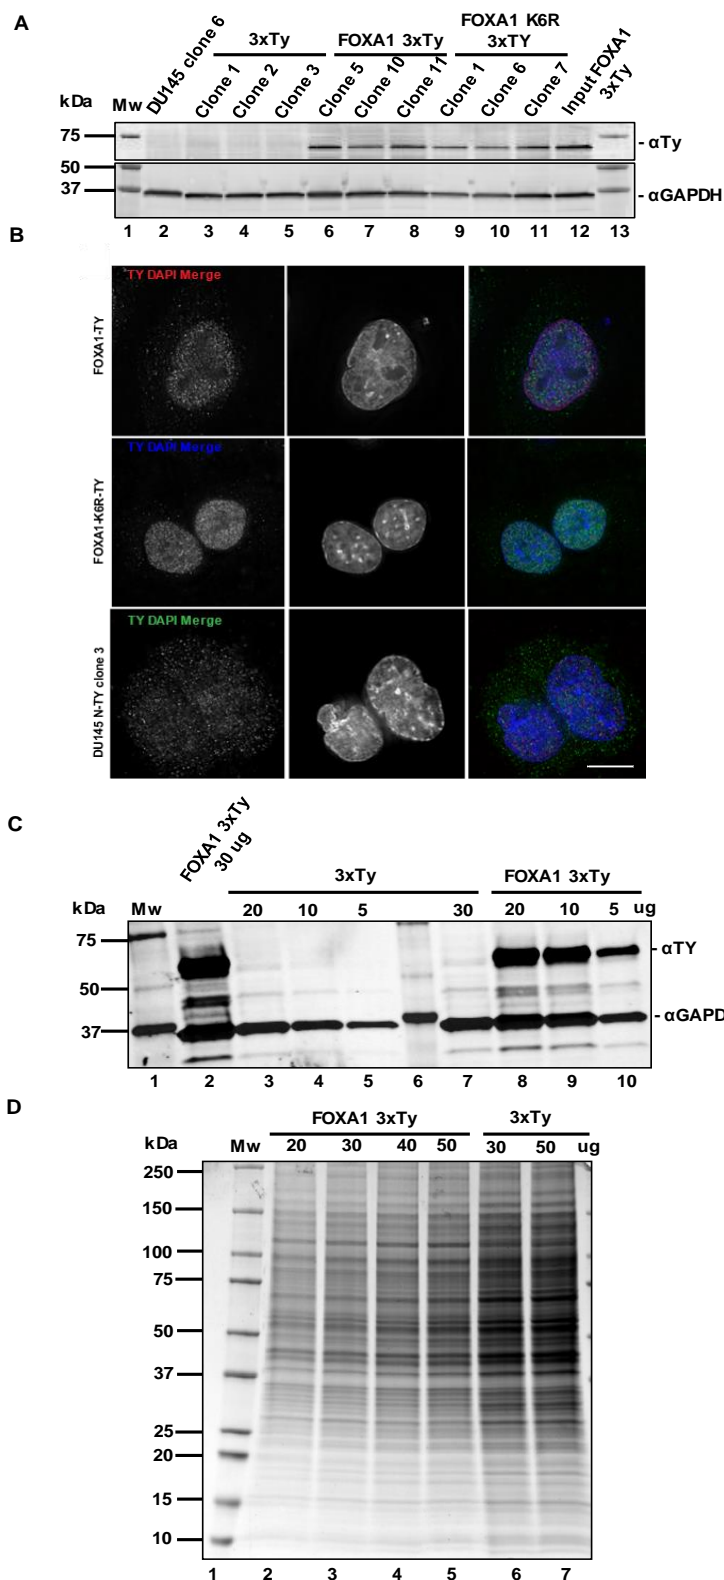 A
FOXA1 K6R
3xTy FOXA1 3xTy 3xTY
DU145 clone 6 Clone 1 Clone 2 Clone 3 Clone 5 Clone 10 Clone 11 Clone 1 Clone 6 Clone 7 Input FOXA1 3xTy
kDa Mw
75
- αTy
50
37
- αGAPDH
1 2 3 4 5 6 7 8 9 10 11 12 13
B
TY DAPI Merge
FOXA1-TY
TY DAPI Merge
FOXA1-K6R-TY
TY DAPI Merge
DU145 N-TY clone 3
C
FOXA1 3xTy
30 ug
3xTy FOXA1 3xTy
kDa Mw 20 10 5 30 20 10 5 ug
75
- αTY
50
- αGAPD
37
1 2 3 4 5 6 7 8 9 10
D
FOXA1 3xTy 3xTy
kDa Mw 20 30 40 50 30 50 ug
250
150
100
75
50
37
25
20
15
10
1 2 3 4 5 6 7